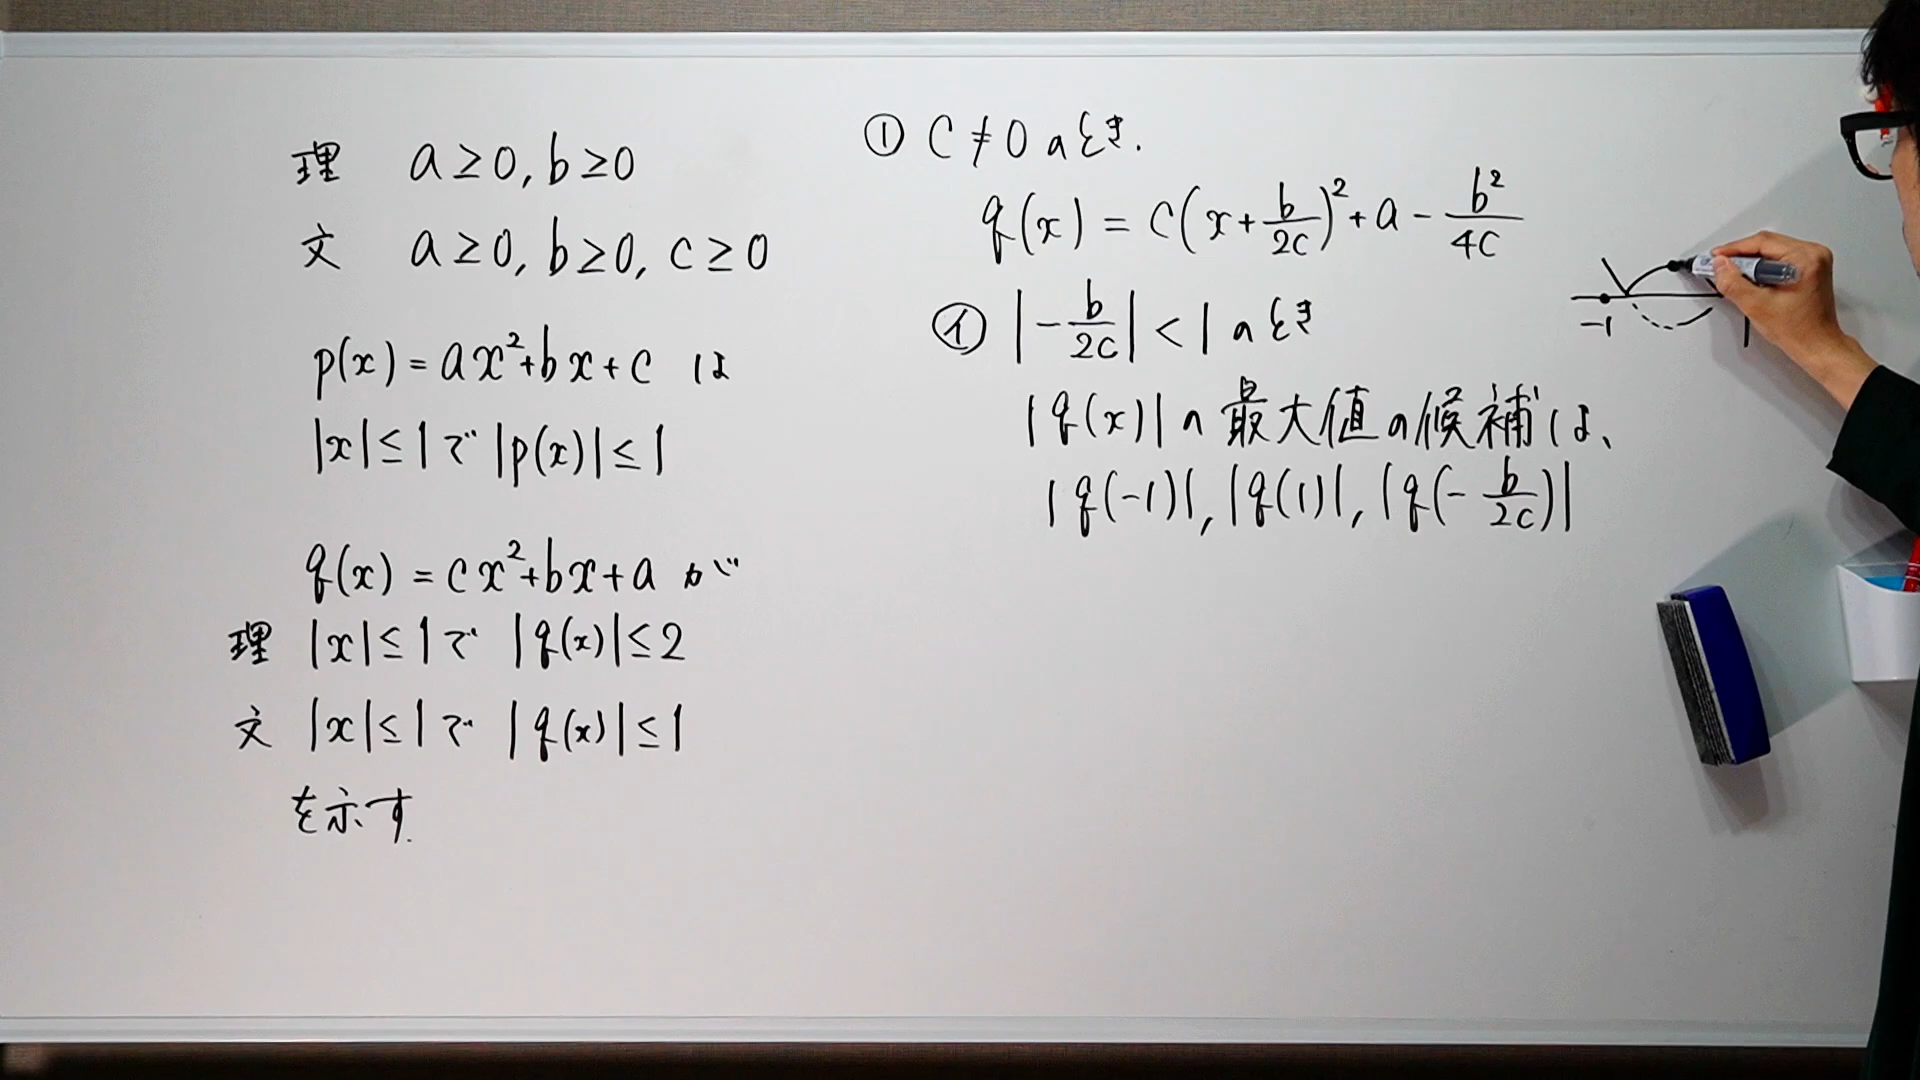 理 a≥0, b≥0
文 a≥0, b≥0, c≥0
p(x) = ax²+bx+c は
|x|≤1で |p(x)|≤1
q(x) = cx²+bx+a が
理 |x|≤1で |q(x)|≤2
文 |x|≤1で |q(x)|≤1
を示す.
① C≠0のとき.
q(x) = c(x+b/2c)²+a-b²/4c
㋑ |-b/2c|<1のとき
|q(x)|の最大値の候補は、
|q(-1)|, |q(1)|, |q(-b/2c)|
-1
1